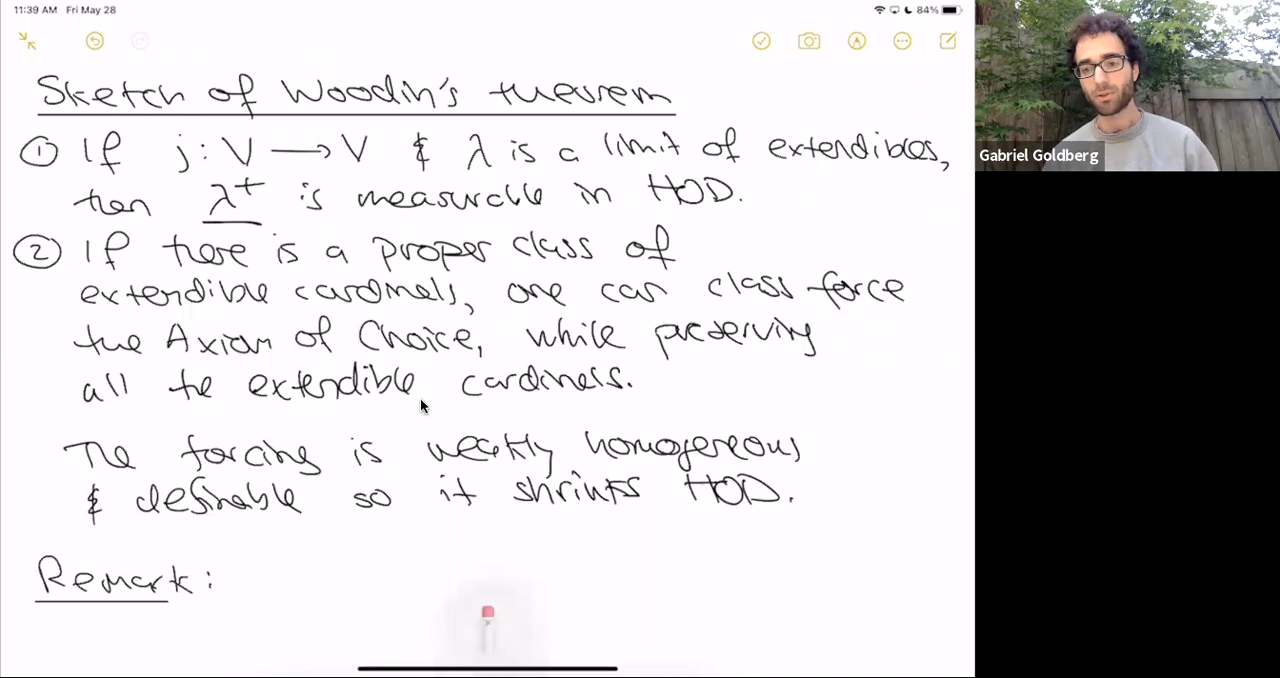 11:39 AM Fri May 28
84%
Sketch of Woodin's theorem
① If j : V → V & λ is a limit of extendibles,
then λ⁺ is measurable in HOD.
② If there is a proper class of
extendible cardinals, one can class force
the Axiom of Choice, while preserving
all the extendible cardinals.
The forcing is weakly homogeneous
& definable so it shrinks HOD.
Remark:
Gabriel Goldberg